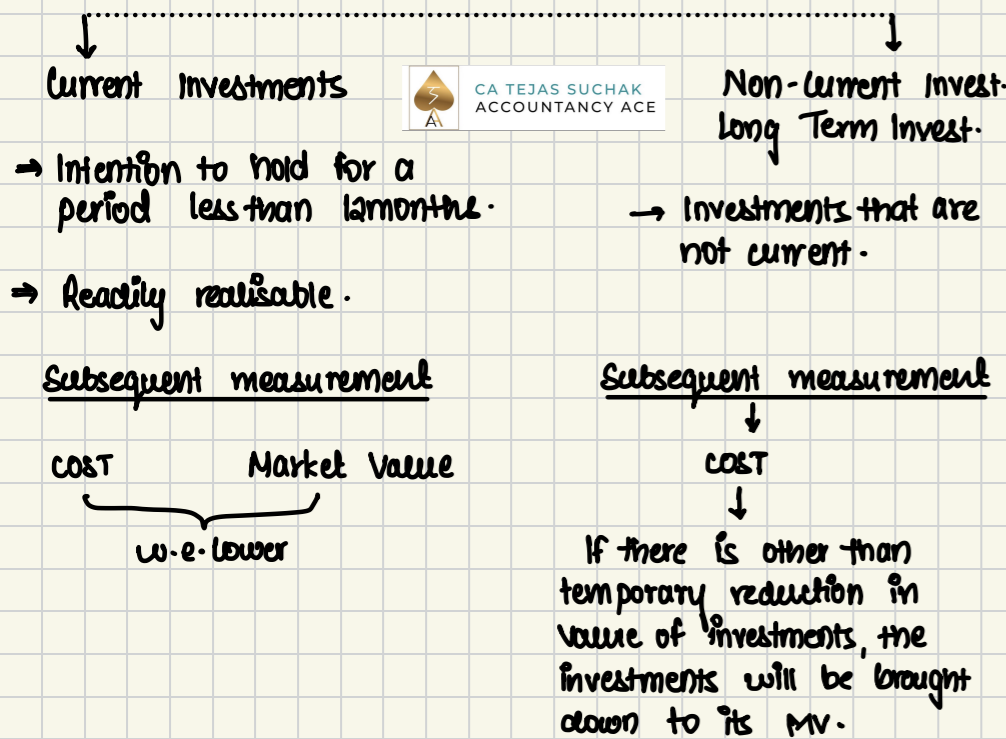 Current Investments
→ Intention to hold for a
period less than 12months.
⇒ Readily realisable.
Subsequent measurement
COST Market Value
w.e.lower
CA TEJAS SUCHAK
ACCOUNTANCY ACE
Non-Current Invest.
Long Term Invest.
→ Investments that are
not current.
Subsequent measurement
COST
If there is other than
temporary reduction in
value of investments, the
investments will be brought
down to its MV.